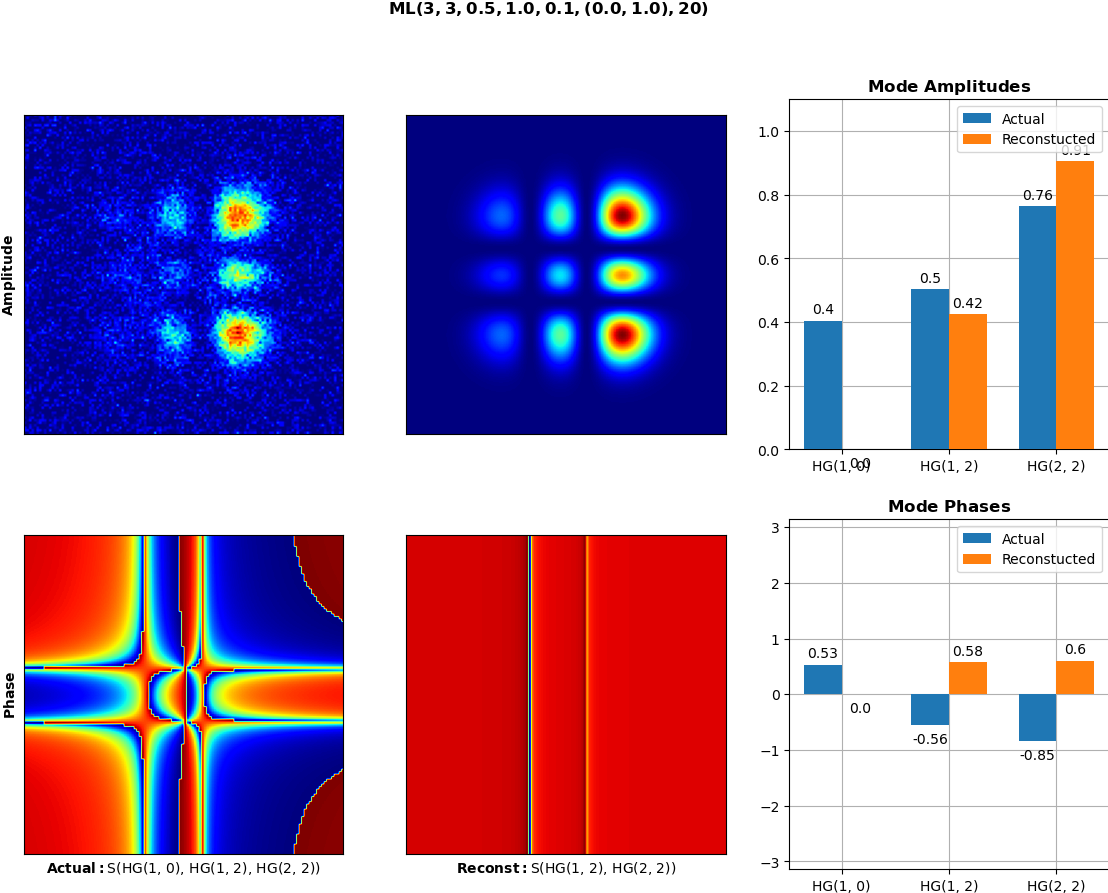 ML(3, 3, 0.5, 1.0, 0.1, (0.0, 1.0), 20)
Amplitude
Mode Amplitudes
Actual
Reconstucted
1.0
0.8
0.6
0.4
0.2
0.0
0.4
0.0
0.5
0.42
0.76
0.91
HG(1, 0)
HG(1, 2)
HG(2, 2)
Phase
Actual: S(HG(1, 0), HG(1, 2), HG(2, 2))
Reconst: S(HG(1, 2), HG(2, 2))
Mode Phases
Actual
Reconstucted
3
2
1
0
−1
−2
−3
0.53
0.0
-0.56
0.58
-0.85
0.6
HG(1, 0)
HG(1, 2)
HG(2, 2)